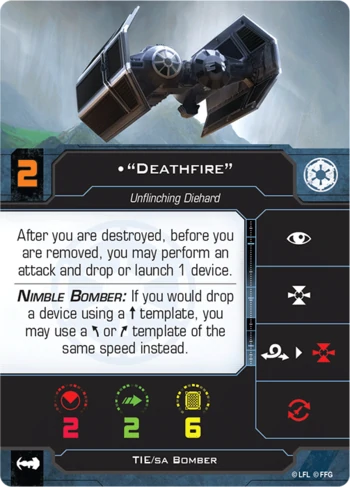 •“Deathfire”
2
Unflinching Diehard
After you are destroyed, before you
are removed, you may perform an
attack and drop or launch 1 device.
Nimble Bomber: If you would drop
a device using a ⬆ template, you
may use a ↰ or ↱ template of the
same speed instead.
2 2 6
TIE/sa Bomber
© LFL © FFG